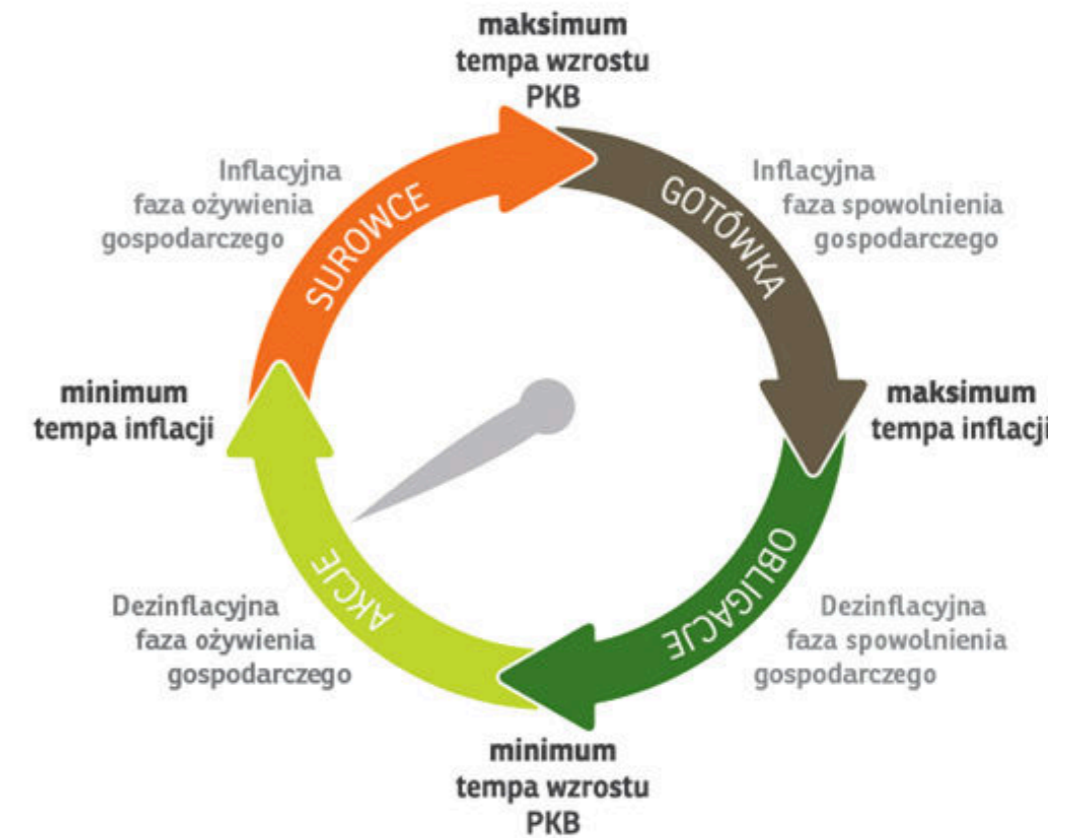 maksimum
tempa wzrostu
PKB
Inflacyjna
faza ożywienia
gospodarczego
Inflacyjna
faza spowolnienia
gospodarczego
SUROWCE
GOTÓWKA
minimum
tempa inflacji
maksimum
tempa inflacji
AKCJE
OBLIGACJE
Dezinflacyjna
faza ożywienia
gospodarczego
Dezinflacyjna
faza spowolnienia
gospodarczego
minimum
tempa wzrostu
PKB